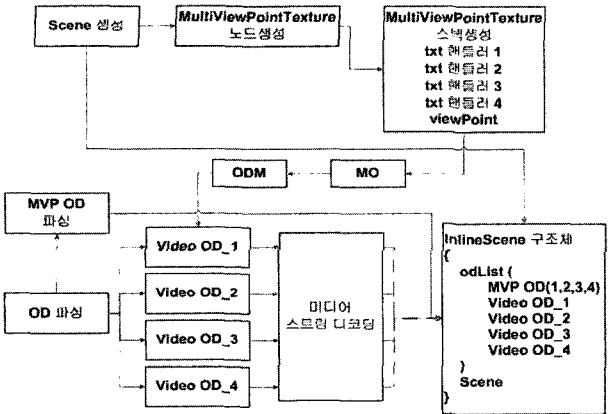 Scene 생성
MultiViewPointTexture
노드생성
MultiViewPointTexture
스택생성
txt 핸들러 1
txt 핸들러 2
txt 핸들러 3
txt 핸들러 4
viewPoint
ODM
MO
MVP OD
파싱
OD 파싱
Video OD_1
Video OD_2
Video OD_3
Video OD_4
미디어
스트림 디코딩
InlineScene 구조체
{
odList {
MVP OD(1,2,3,4)
Video OD_1
Video OD_2
Video OD_3
Video OD_4
}
Scene
}